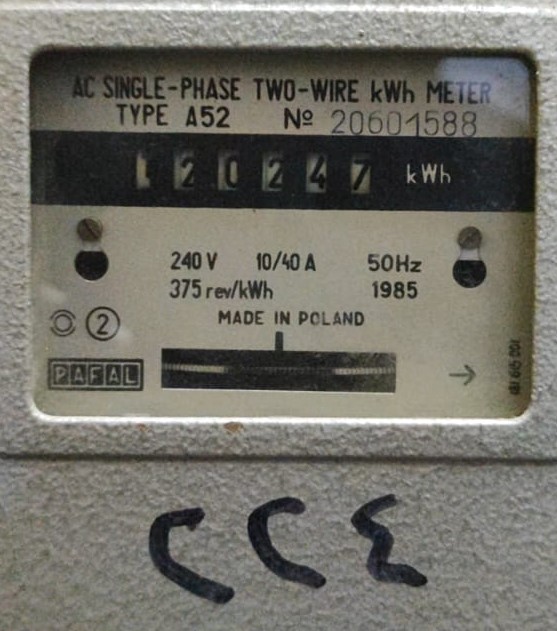 AC SINGLE-PHASE TWO-WIRE kWh METER
TYPE A52 Nº 20601588
20247 kWh
240 V 10/40 A 50Hz
375 rev/kWh 1985
2 MADE IN POLAND
PAFAL